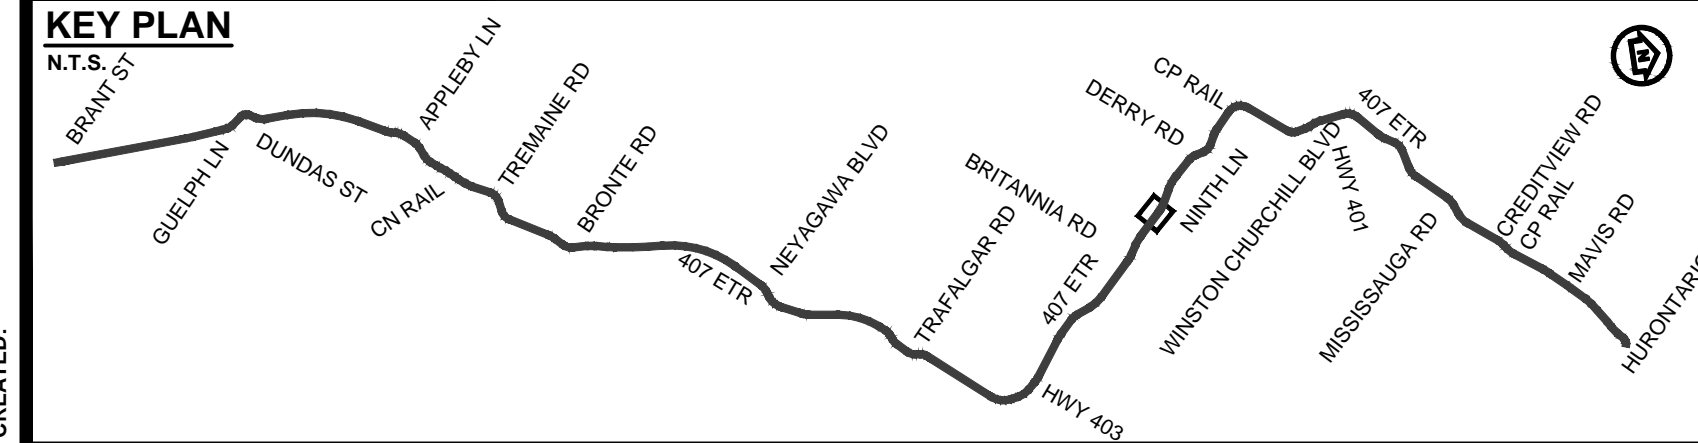 KEY PLAN
N.T.S.
BRANT ST
GUELPH LN
DUNDAS ST
CN RAIL
APPLEBY LN
TREMAINE RD
BRONTE RD
407 ETR
NEYAGAWA BLVD
TRAFALGAR RD
HWY 403
407 ETR
BRITANNIA RD
DERRY RD
CP RAIL
NINTH LN
WINSTON CHURCHILL BLVD
HWY 401
407 ETR
MISSISSAUGA RD
CREDITVIEW RD
CP RAIL
MAVIS RD
N
CREATED: